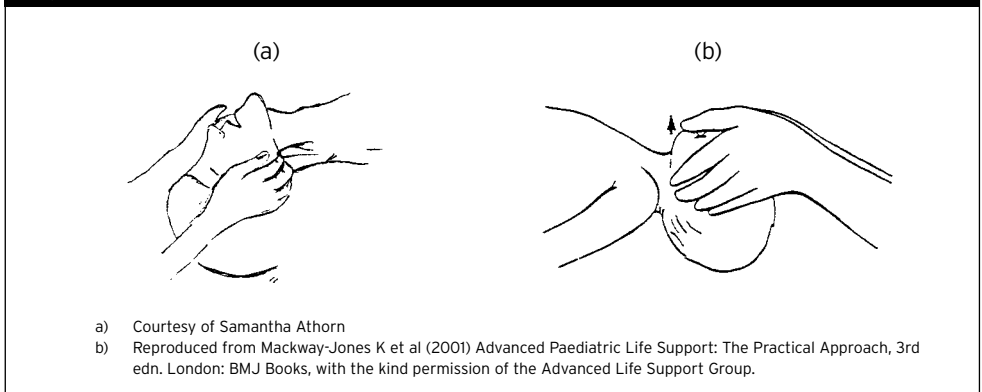 (a)
(b)
a) Courtesy of Samantha Athorn
b) Reproduced from Mackway-Jones K et al (2001) Advanced Paediatric Life Support: The Practical Approach, 3rd
edn. London: BMJ Books, with the kind permission of the Advanced Life Support Group.